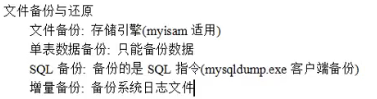 文件备份与还原
文件备份: 存储引擎(myisam 适用)
单表数据备份: 只能备份数据
SQL 备份: 备份的是 SQL 指令(mysqldump.exe 客户端备份)
增量备份: 备份系统日志文件